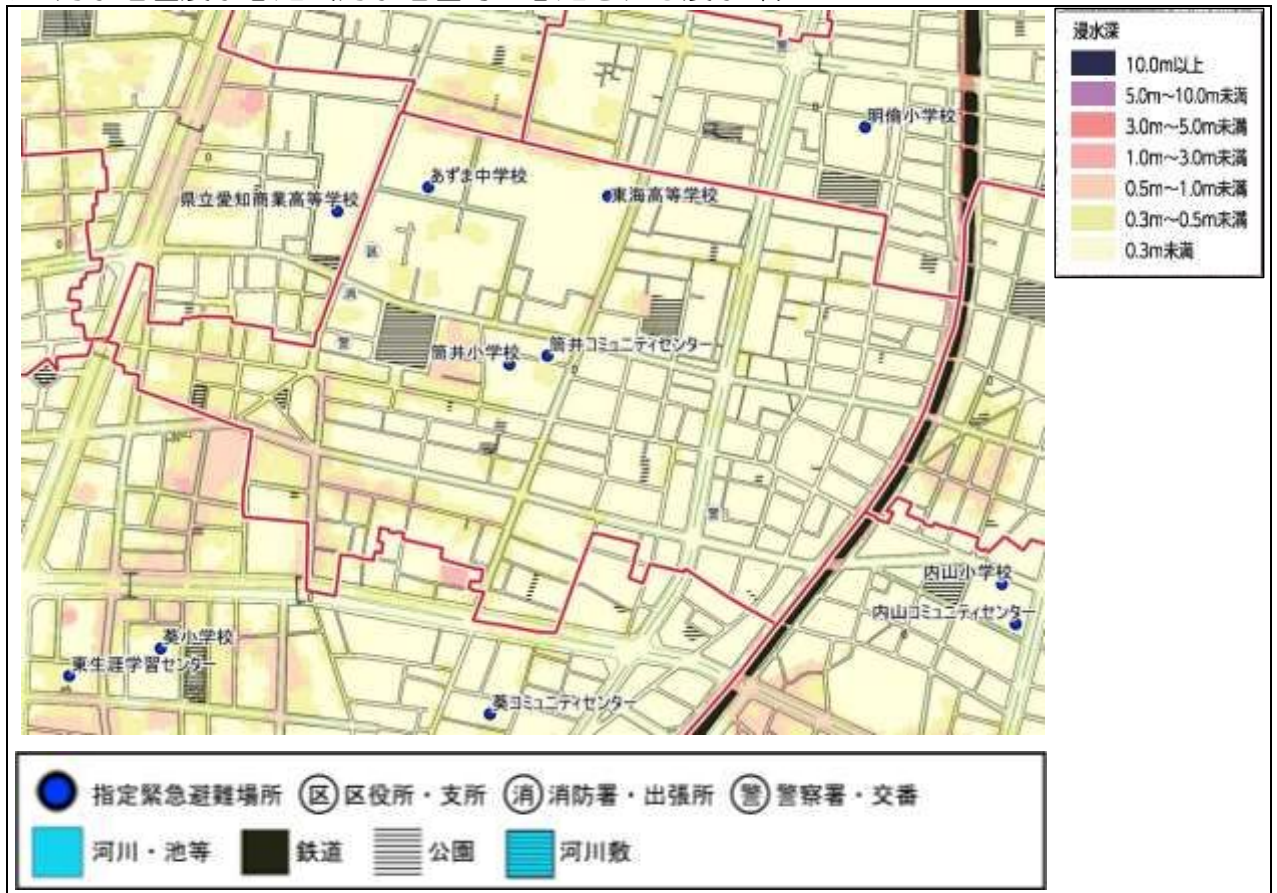 浸水深
10.0m以上
5.0m～10.0m未満
3.0m～5.0m未満
1.0m～3.0m未満
0.5m～1.0m未満
0.3m～0.5m未満
0.3m未満
警
明倫小学校
あずま中学校
県立愛知商業高等学校
東海高等学校
区
消
警
筒井小学校
筒井コミュニティセンター
警
内山小学校
内山コミュニティセンター
葵小学校
東生涯学習センター
葵コミュニティセンター
指定緊急避難場所 区 区役所・支所 消 消防署・出張所 警 警察署・交番
河川・池等 鉄道 公園 河川敷